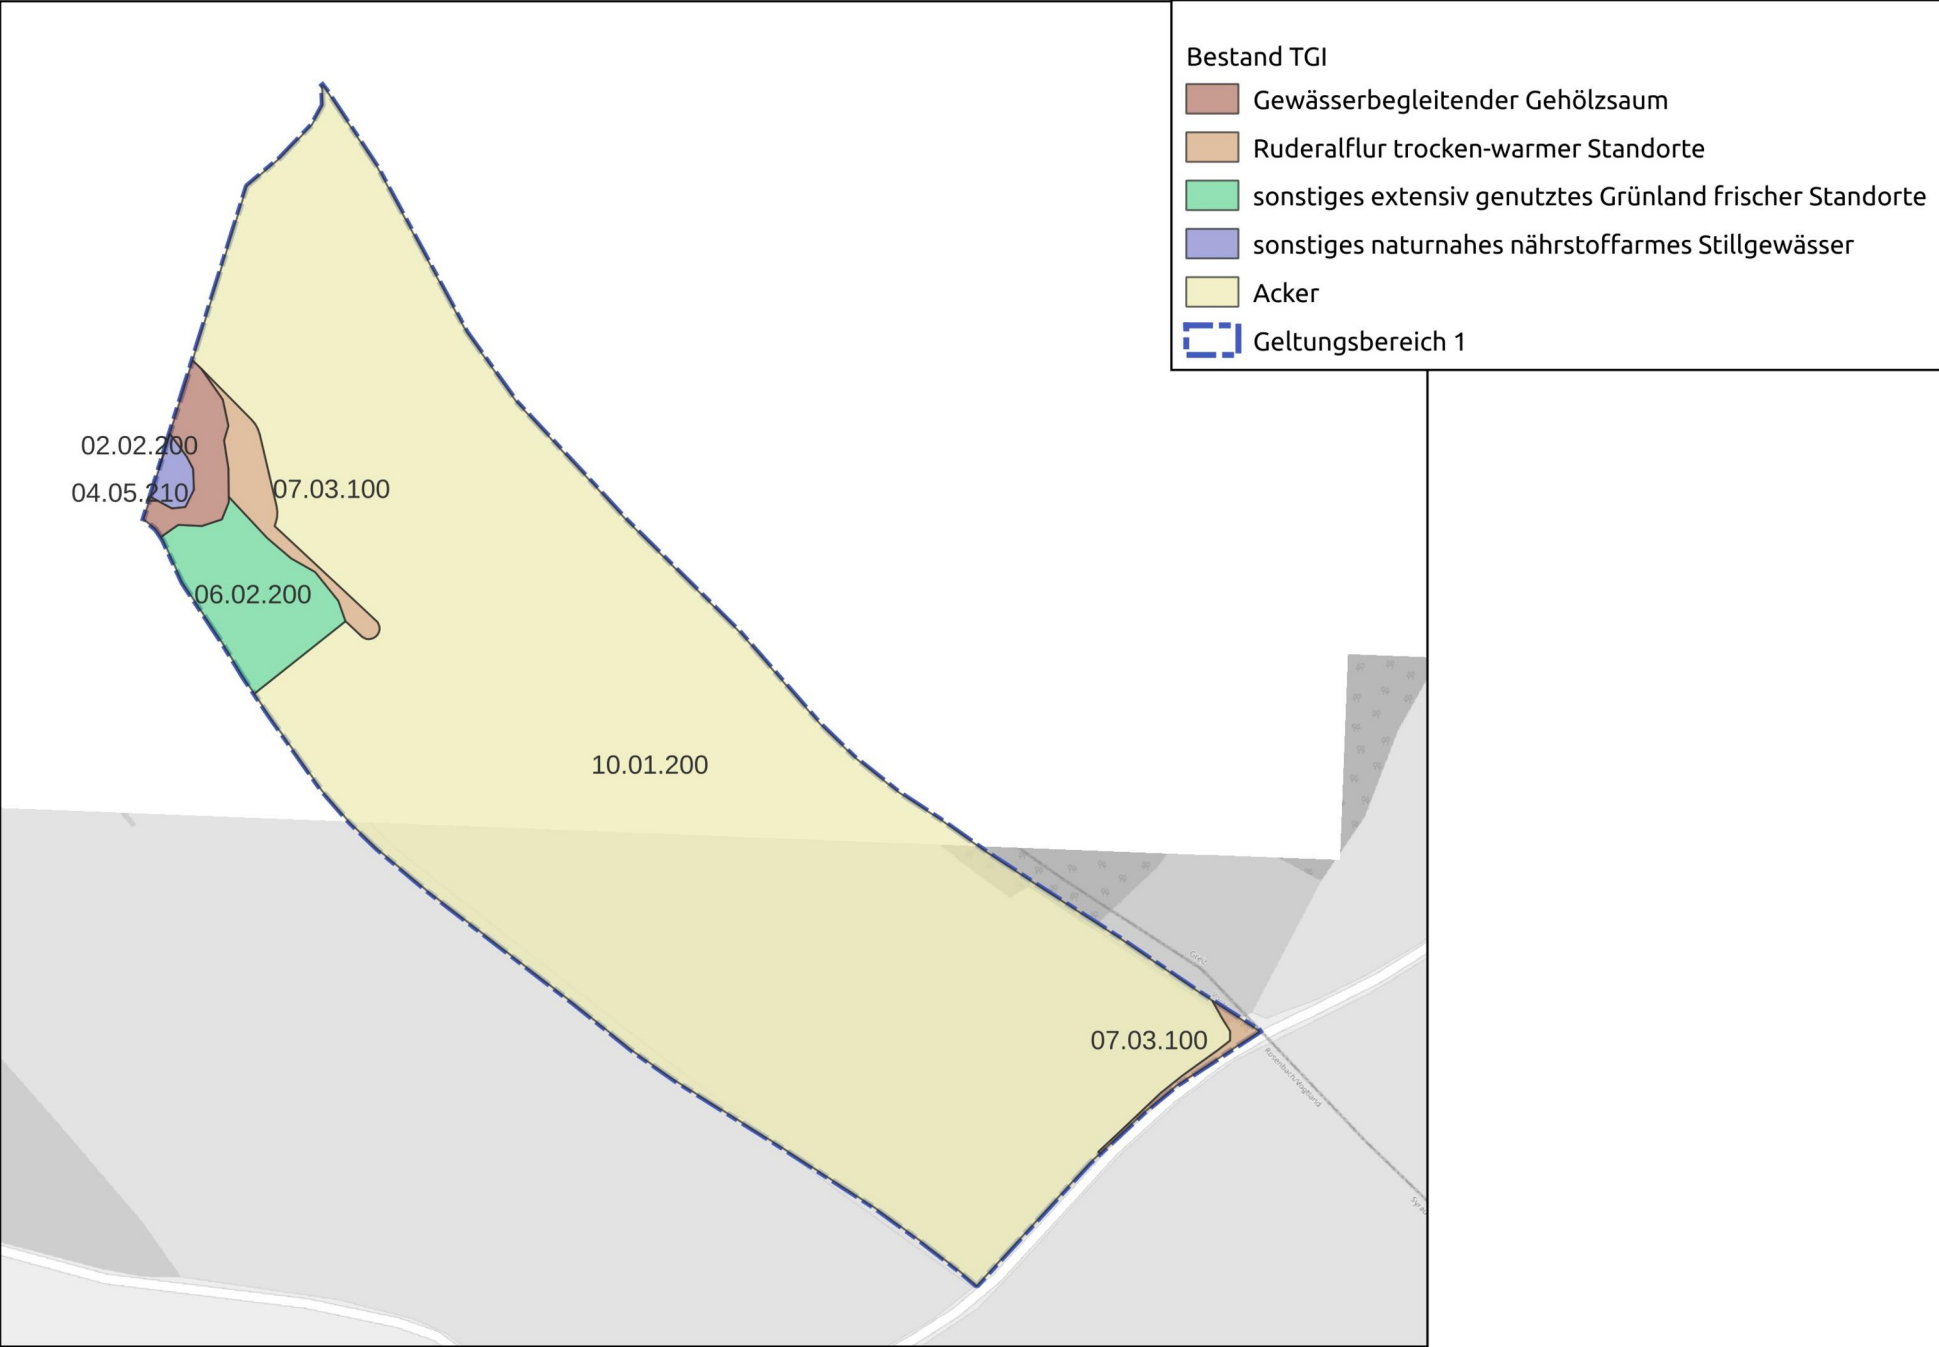 Bestand TGI
Gewässerbegleitender Gehölzsaum
Ruderalflur trocken-warmer Standorte
sonstiges extensiv genutztes Grünland frischer Standorte
sonstiges naturnahes nährstoffarmes Stillgewässer
Acker
Geltungsbereich 1
02.02.200
04.05.210
07.03.100
06.02.200
10.01.200
07.03.100
Rosenbach/Vogtland